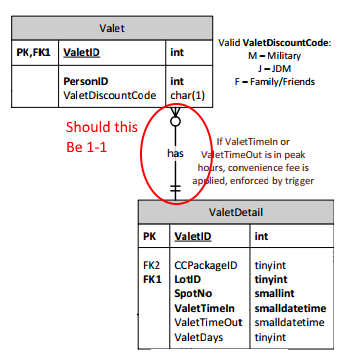 Valet
PK,FK1 ValetID int
PersonID int
ValetDiscountCode char(1)
Valid ValetDiscountCode:
M – Military
J – JDM
F – Family/Friends
Should this
Be 1-1
has
If ValetTimeIn or
ValetTimeOut is in peak
hours, convenience fee is
applied, enforced by trigger
ValetDetail
PK ValetID int
FK2 CCPackageID tinyint
FK1 LotID tinyint
SpotNo smallint
ValetTimeIn smalldatetime
ValetTimeOut smalldatetime
ValetDays tinyint